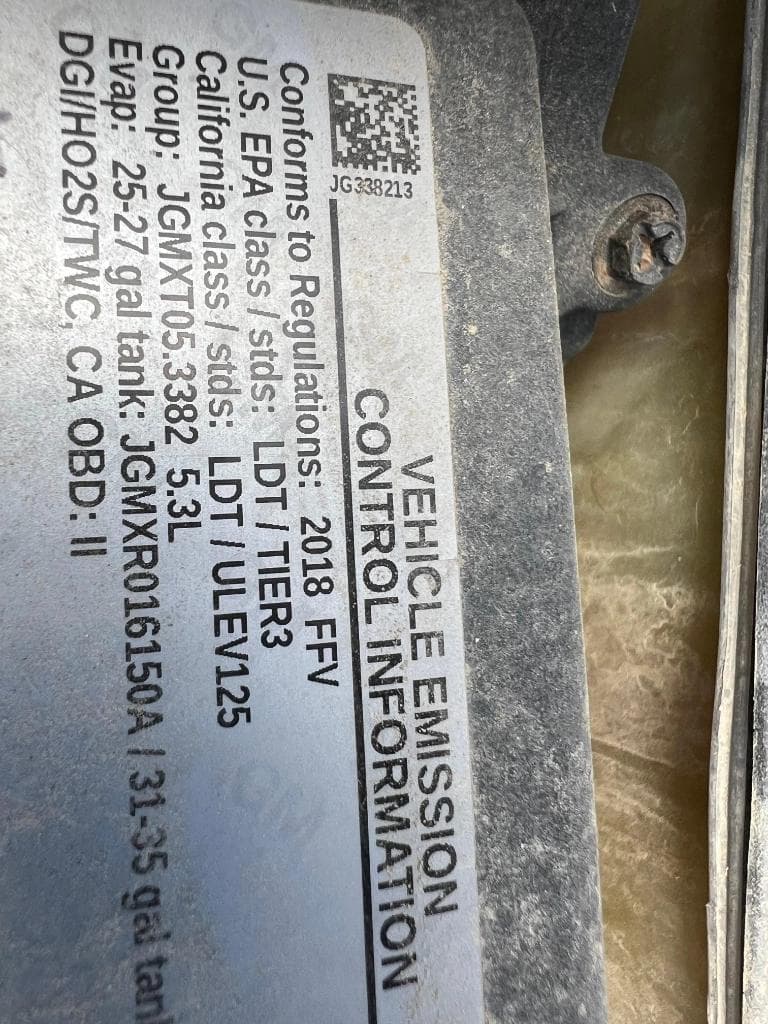 JG338213
VEHICLE EMISSION
CONTROL INFORMATION
Conforms to Regulations: 2018 FFV
U.S. EPA class / stds: LDT / TIER3
California class / stds: LDT / ULEV125
Group: JGMXT05.3382 5.3L
Evap: 25-27 gal tank: JGMXR016150A / 31-35 gal tank
DGI/HO2S/TWC, CA OBD: II